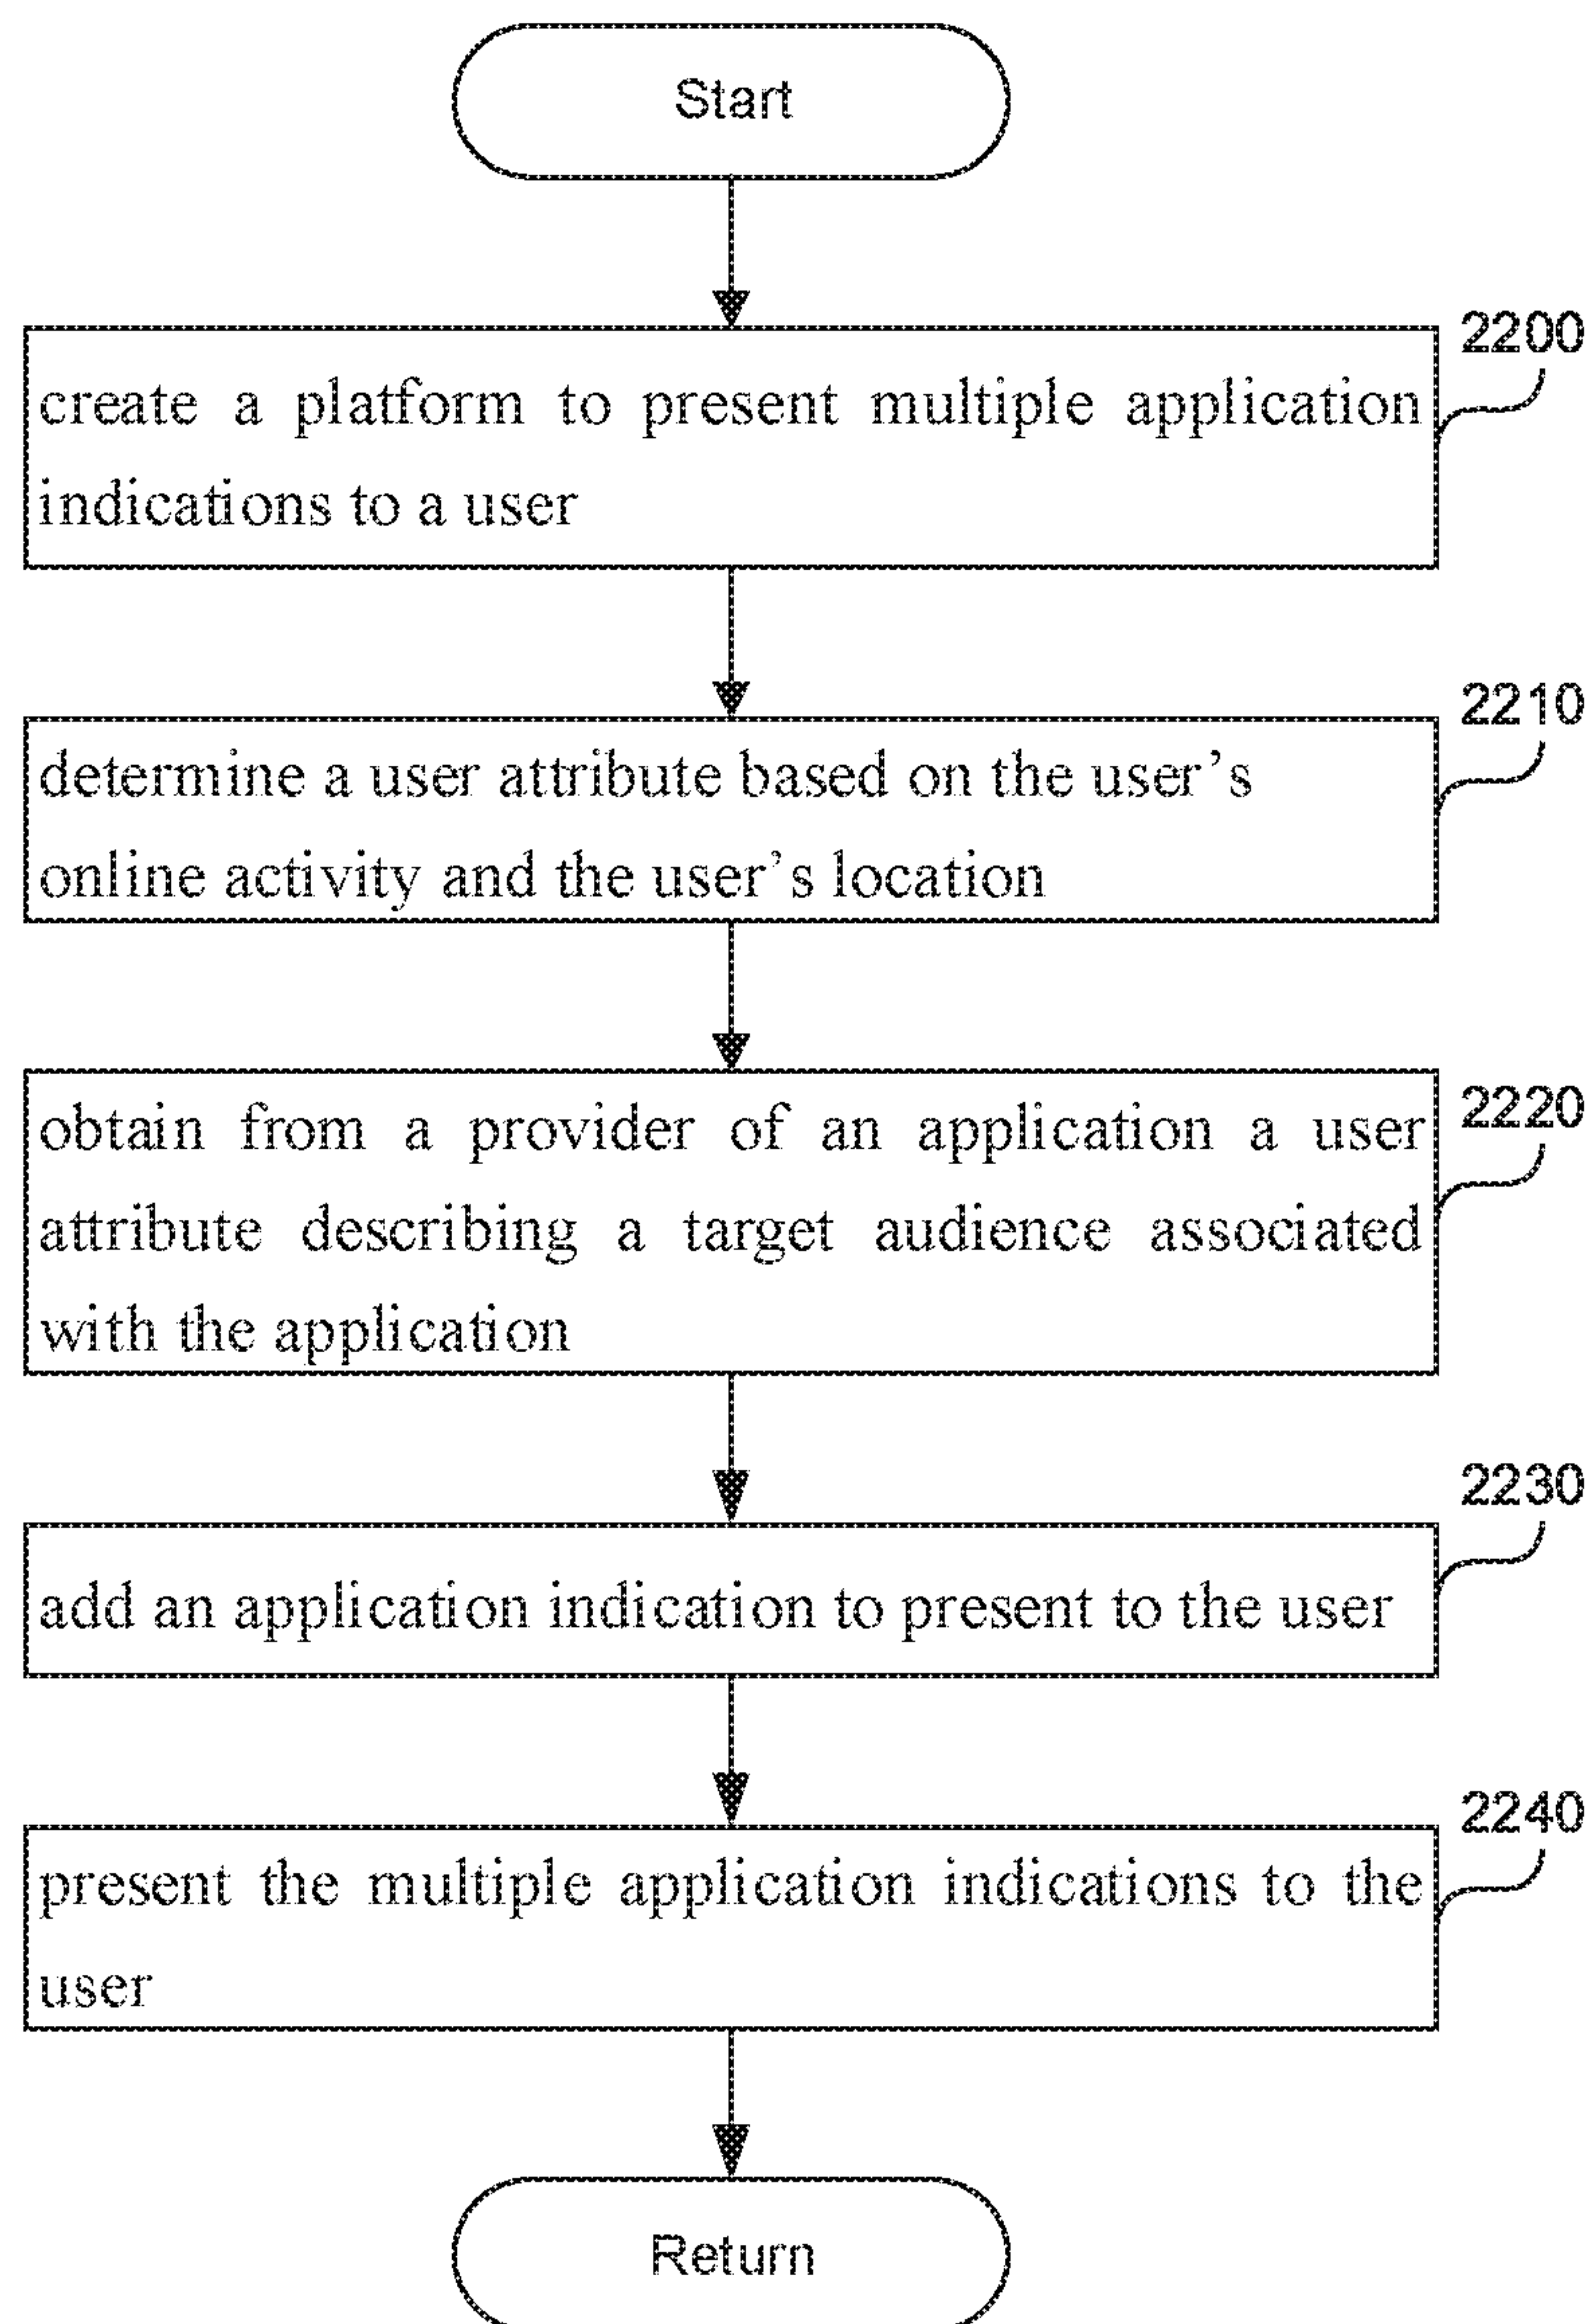 Start
2200
create a platform to present multiple application
indications to a user
2210
determine a user attribute based on the user’s
online activity and the user’s location
2220
obtain from a provider of an application a user
attribute describing a target audience associated
with the application
2230
add an application indication to present to the user
2240
present the multiple application indications to the
user
Return